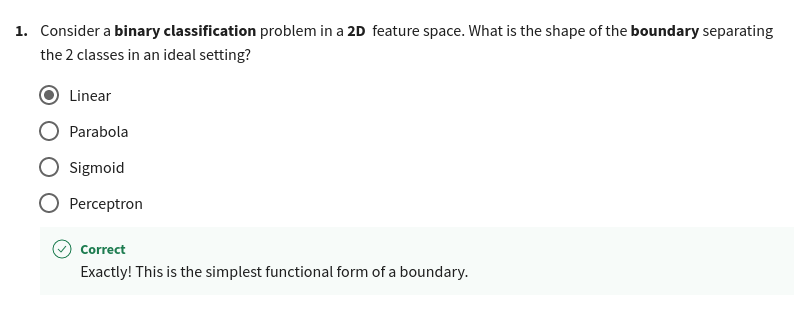 1. Consider a binary classification problem in a 2D feature space. What is the shape of the boundary separating
the 2 classes in an ideal setting?
Linear
Parabola
Sigmoid
Perceptron
Correct
Exactly! This is the simplest functional form of a boundary.